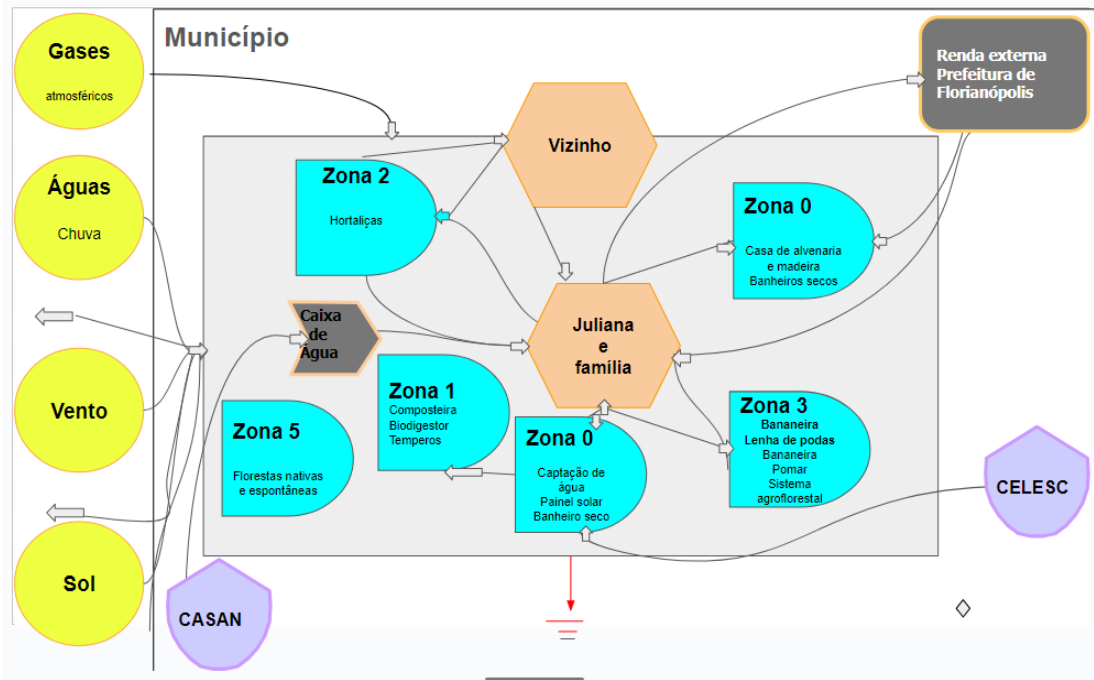 Município
Gases
atmosféricos
Renda externa
Prefeitura de
Florianópolis
Vizinho
Zona 2
Hortaliças
Águas
Chuva
Zona 0
Casa de alvenaria
e madeira
Banheiros secos
Caixa
de
Água
Juliana
e
família
Vento
Zona 1
Composteira
Biodigestor
Temperos
Zona 3
Bananeira
Lenha de podas
Bananeira
Pomar
Sistema
agroflorestal
Zona 5
Florestas nativas
e espontâneas
Zona 0
Captação de
água
Painel solar
Banheiro seco
CELESC
Sol
CASAN